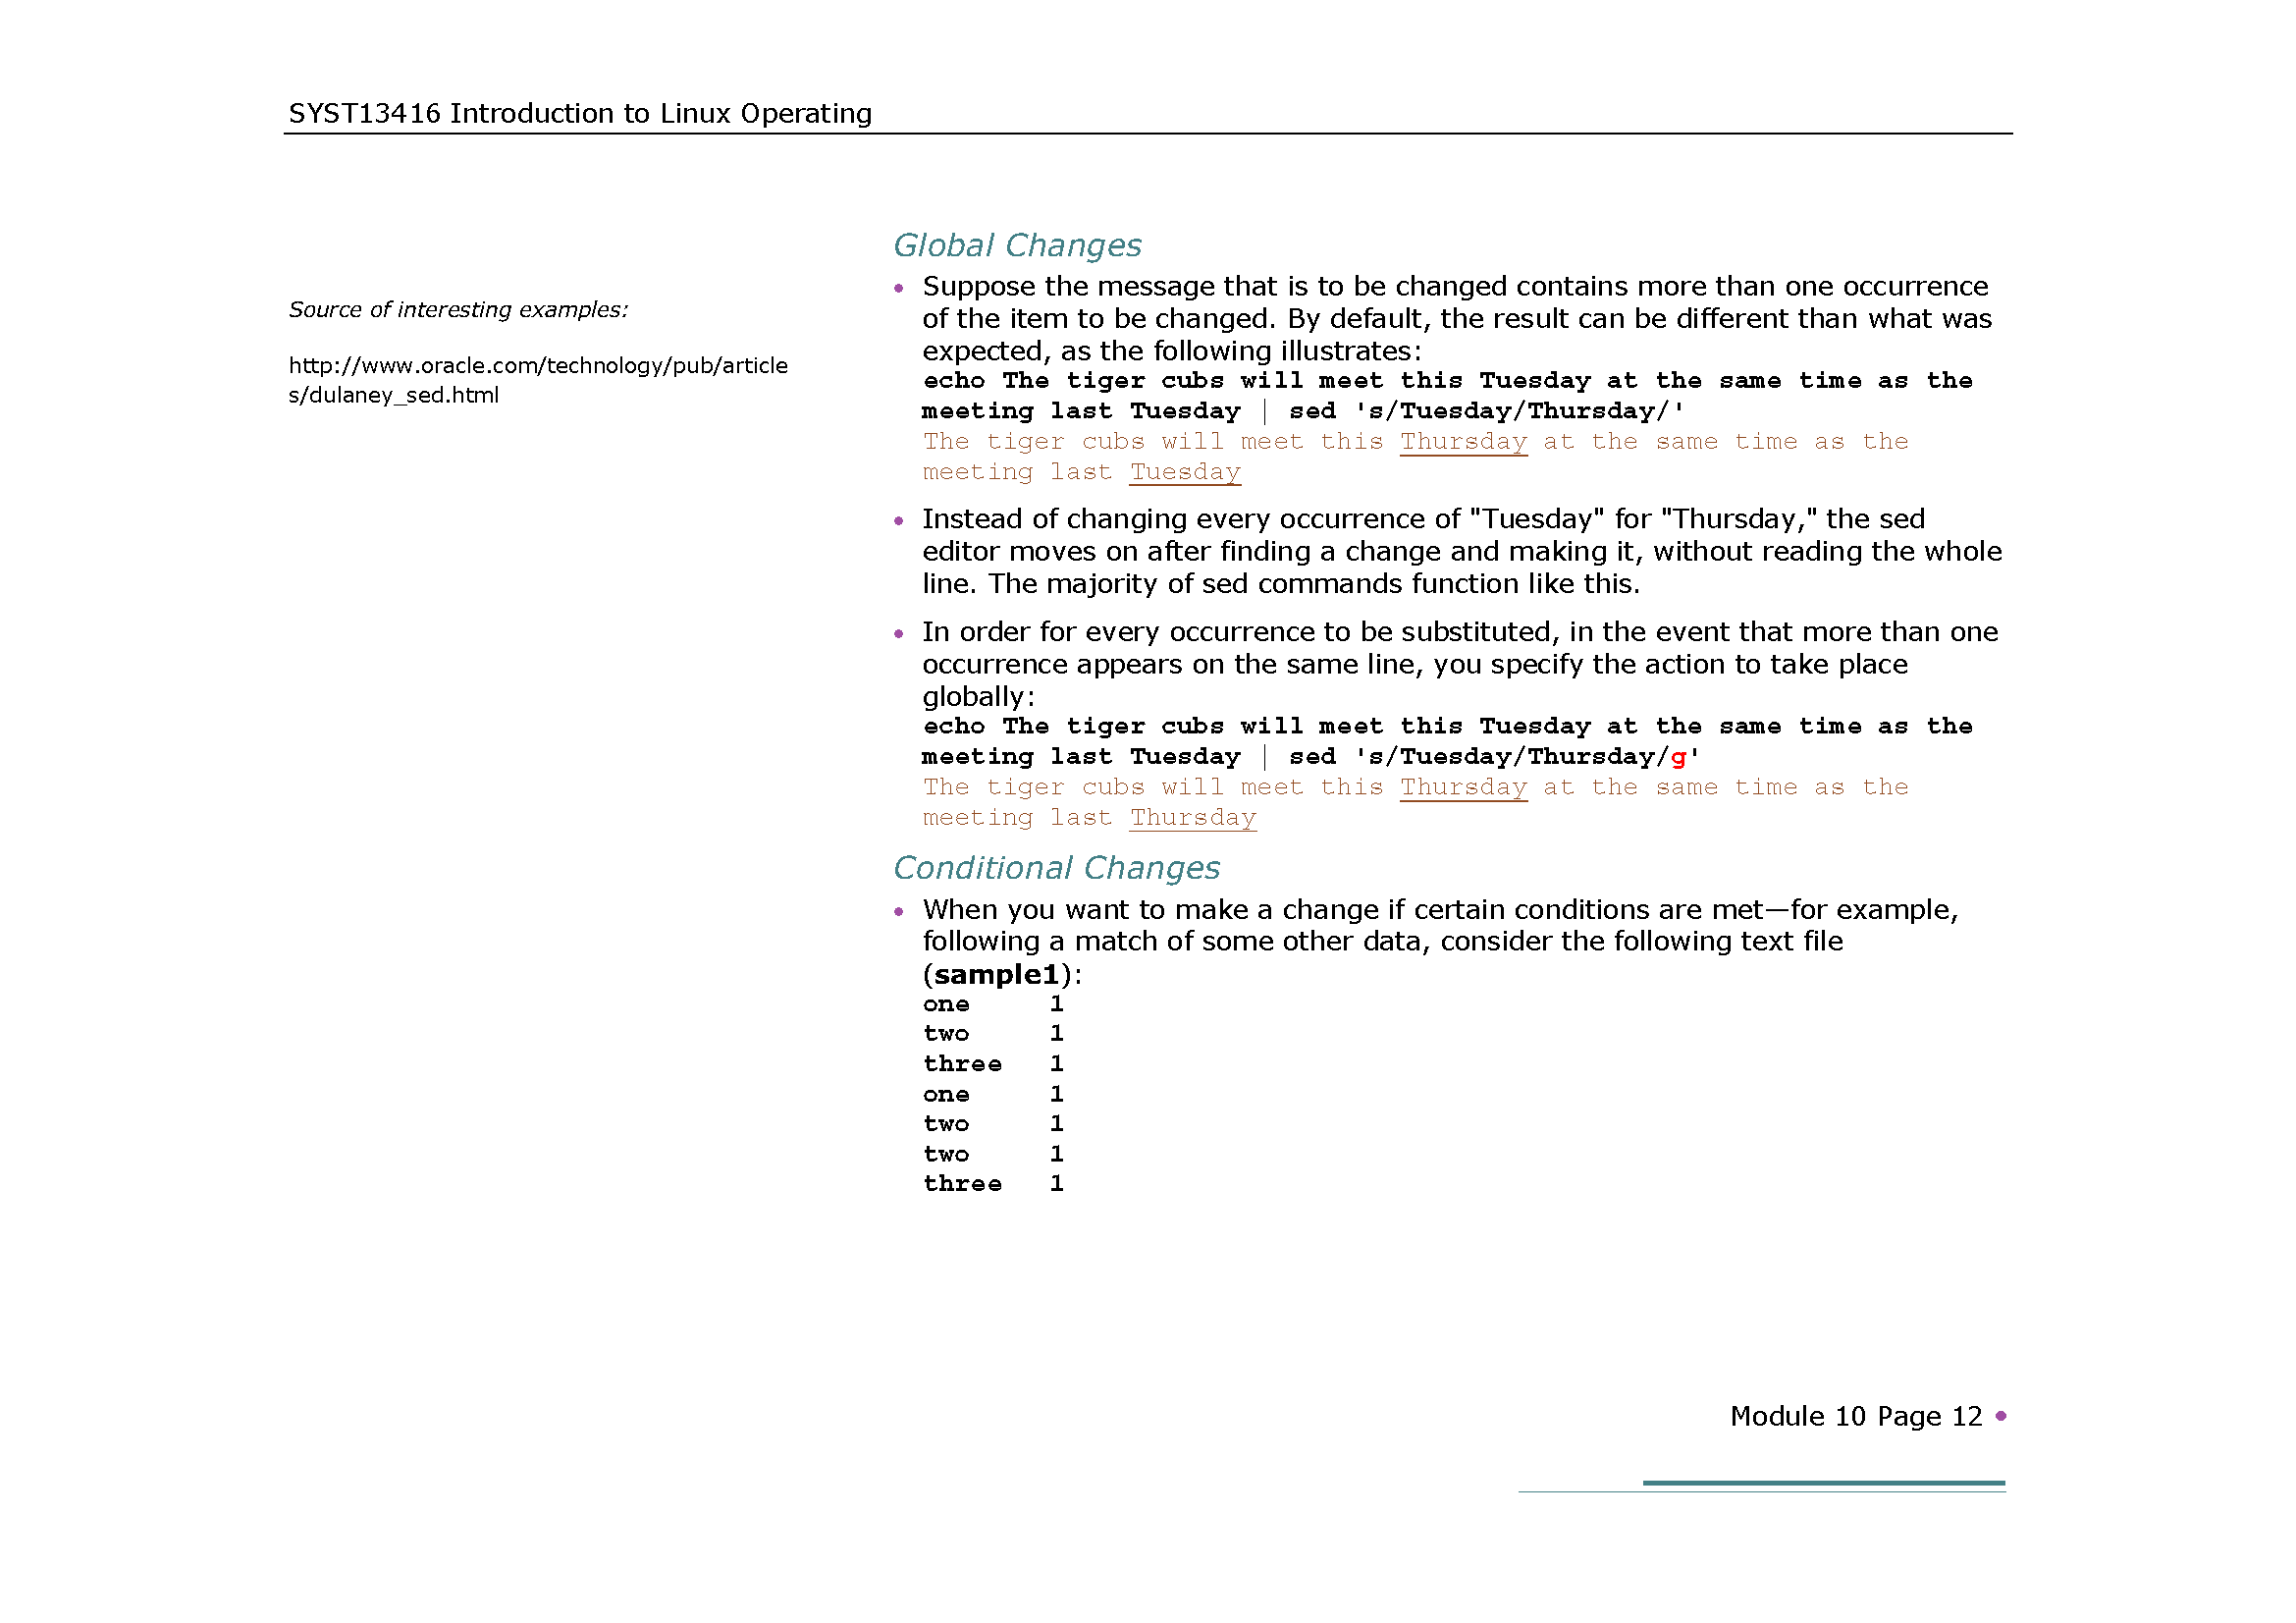 SYST13416 Introduction to Linux Operating
Source of interesting examples:
http://www.oracle.com/technology/pub/article
s/dulaney_sed.html
Global Changes
• Suppose the message that is to be changed contains more than one occurrence
of the item to be changed. By default, the result can be different than what was
expected, as the following illustrates:
echo The tiger cubs will meet this Tuesday at the same time as the
meeting last Tuesday | sed 's/Tuesday/Thursday/'
The tiger cubs will meet this Thursday at the same time as the
meeting last Tuesday
• Instead of changing every occurrence of "Tuesday" for "Thursday," the sed
editor moves on after finding a change and making it, without reading the whole
line. The majority of sed commands function like this.
• In order for every occurrence to be substituted, in the event that more than one
occurrence appears on the same line, you specify the action to take place
globally:
echo The tiger cubs will meet this Tuesday at the same time as the
meeting last Tuesday | sed 's/Tuesday/Thursday/g'
The tiger cubs will meet this Thursday at the same time as the
meeting last Thursday
Conditional Changes
• When you want to make a change if certain conditions are met—for example,
following a match of some other data, consider the following text file
(sample1):
one 1
two 1
three 1
one 1
two 1
two 1
three 1
Module 10 Page 12 •